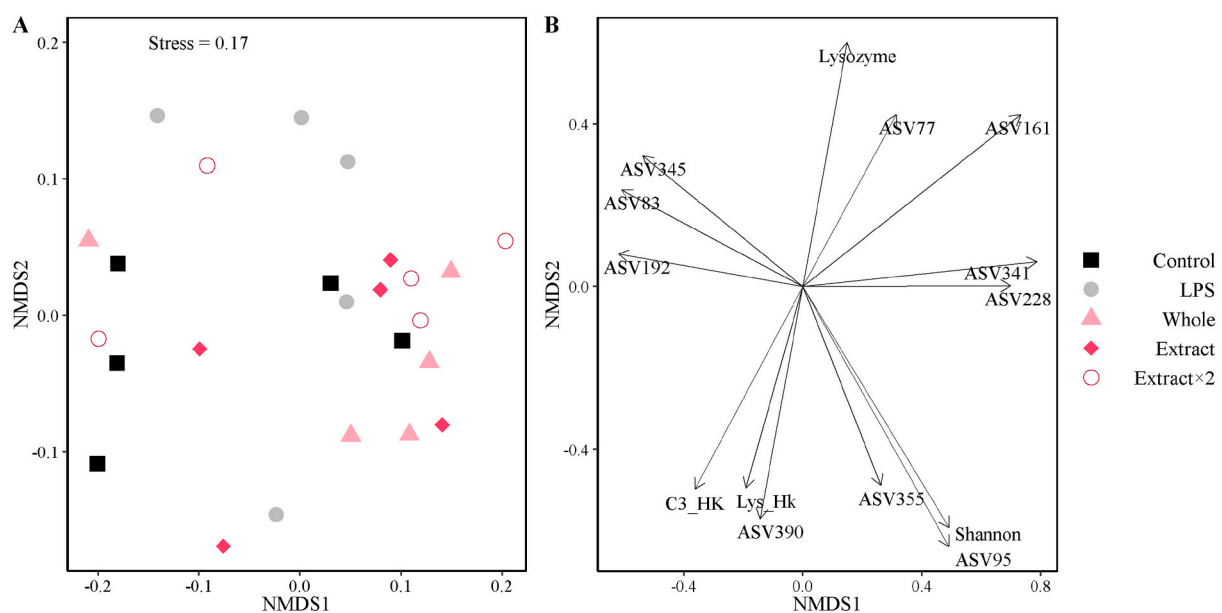 A
Stress = 0.17
0.2
0.1
0.0
-0.1
NMDS2
-0.2
-0.1
0.0
0.1
0.2
NMDS1
B
Lysozyme
ASV77
ASV161
ASV345
ASV83
ASV192
ASV341
ASV228
C3_HK
Lys_Hk
ASV390
ASV355
Shannon
ASV95
0.4
0.0
-0.4
NMDS2
-0.4
0.0
0.4
0.8
NMDS1
Control
LPS
Whole
Extract
Extract×2